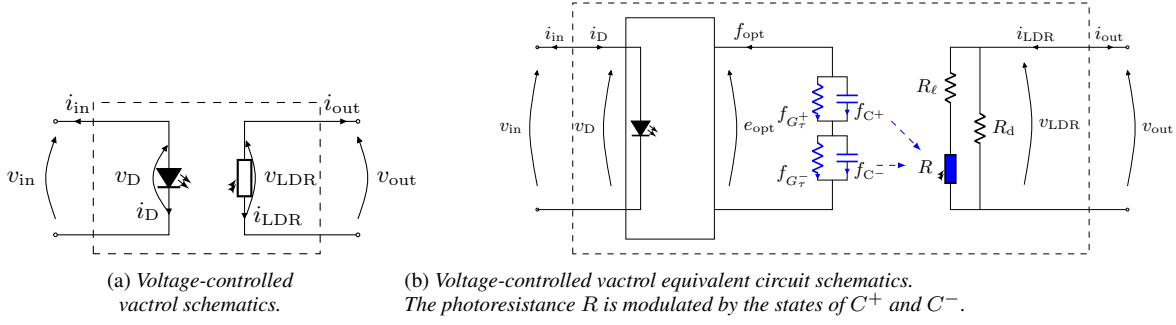 i_in
i_out
v_in
v_D
v_LDR
v_out
i_D
i_LDR
(a) Voltage-controlled
vactrol schematics.
i_in i_D f_opt i_LDR i_out
R_ℓ
f_{G_τ^+} f_{C^+}
v_in v_D e_opt R_d v_LDR v_out
f_{G_τ^-} f_{C^-} R
(b) Voltage-controlled vactrol equivalent circuit schematics.
The photoresistance R is modulated by the states of C⁺ and C⁻.